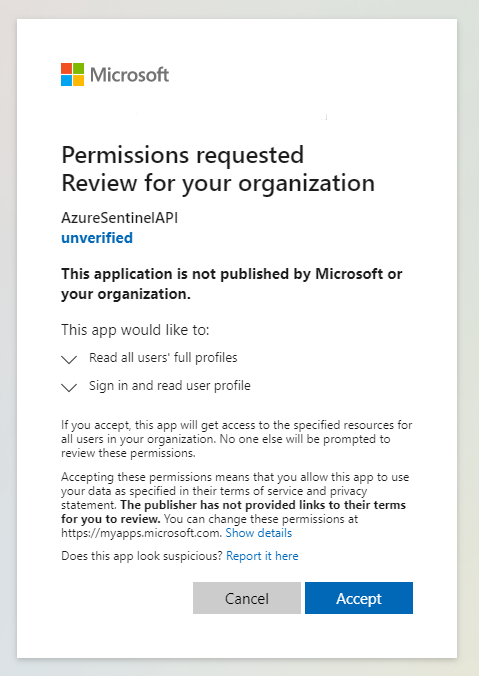 Microsoft
Permissions requested
Review for your organization
AzureSentinelAPI
unverified
This application is not published by Microsoft or
your organization.
This app would like to:
Read all users' full profiles
Sign in and read user profile
If you accept, this app will get access to the specified resources for
all users in your organization. No one else will be prompted to
review these permissions.
Accepting these permissions means that you allow this app to use
your data as specified in their terms of service and privacy
statement. The publisher has not provided links to their terms
for you to review. You can change these permissions at
https://myapps.microsoft.com. Show details
Does this app look suspicious? Report it here
Cancel
Accept